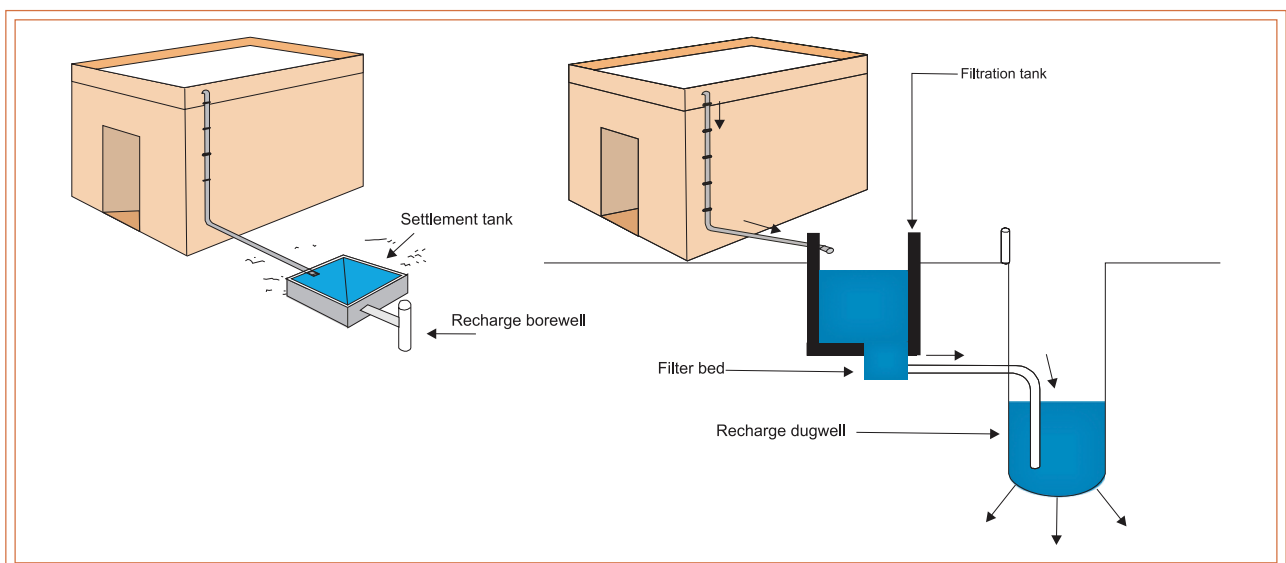 Filtration tank
Settlement tank
Recharge borewell
Filter bed
Recharge dugwell